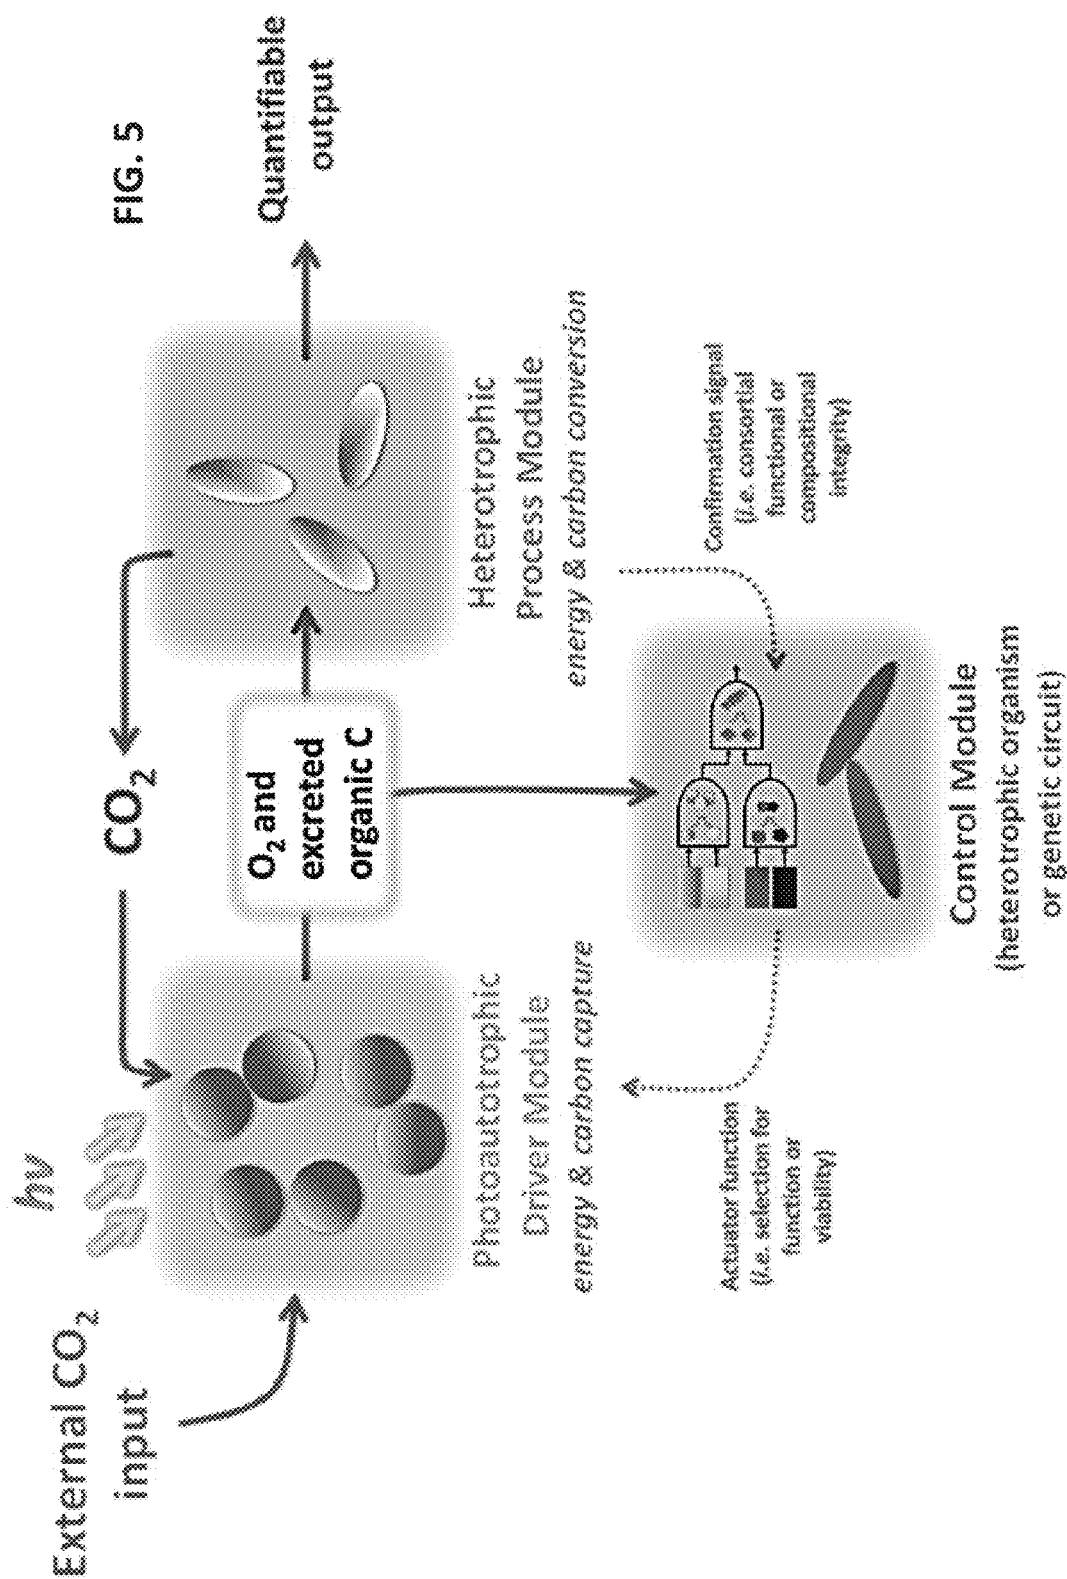 FIG. 5
External CO2
input
hν
CO2
Photoautotrophic
Driver Module
energy & carbon capture
O2 and
excreted
organic C
Heterotrophic
Process Module
energy & carbon conversion
Quantifiable
output
Actuator function
(i.e. selection for
function or
viability)
Confirmation signal
(i.e. consortial
functional or
compositional
integrity)
Control Module
(heterotrophic organism
or genetic circuit)